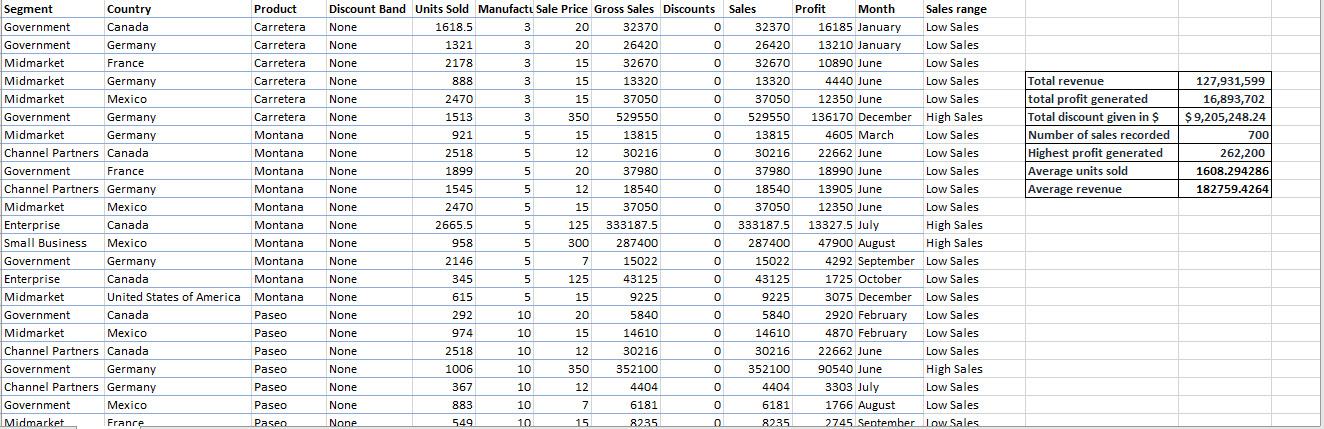 Segment Country Product Discount Band Units Sold Manufactu Sale Price Gross Sales Discounts Sales Profit Month Sales range
Government Canada Carretera None 1618.5 3 20 32370 0 32370 16185 January Low Sales
Government Germany Carretera None 1321 3 20 26420 0 26420 13210 January Low Sales
Midmarket France Carretera None 2178 3 15 32670 0 32670 10890 June Low Sales
Midmarket Germany Carretera None 888 3 15 13320 0 13320 4440 June Low Sales Total revenue 127,931,599
Midmarket Mexico Carretera None 2470 3 15 37050 0 37050 12350 June Low Sales total profit generated 16,893,702
Government Germany Carretera None 1513 3 350 529550 0 529550 136170 December High Sales Total discount given in $ $ 9,205,248.24
Midmarket Germany Montana None 921 5 15 13815 0 13815 4605 March Low Sales Number of sales recorded 700
Channel Partners Canada Montana None 2518 5 12 30216 0 30216 22662 June Low Sales Highest profit generated 262,200
Government France Montana None 1899 5 20 37980 0 37980 18990 June Low Sales Average units sold 1608.294286
Channel Partners Germany Montana None 1545 5 12 18540 0 18540 13905 June Low Sales Average revenue 182759.4264
Midmarket Mexico Montana None 2470 5 15 37050 0 37050 12350 June Low Sales
Enterprise Canada Montana None 2665.5 5 125 333187.5 0 333187.5 13327.5 July High Sales
Small Business Mexico Montana None 958 5 300 287400 0 287400 47900 August High Sales
Government Germany Montana None 2146 5 7 15022 0 15022 4292 September Low Sales
Enterprise Canada Montana None 345 5 125 43125 0 43125 1725 October Low Sales
Midmarket United States of America Montana None 615 5 15 9225 0 9225 3075 December Low Sales
Government Canada Paseo None 292 10 20 5840 0 5840 2920 February Low Sales
Midmarket Mexico Paseo None 974 10 15 14610 0 14610 4870 February Low Sales
Channel Partners Canada Paseo None 2518 10 12 30216 0 30216 22662 June Low Sales
Government Germany Paseo None 1006 10 350 352100 0 352100 90540 June High Sales
Channel Partners Germany Paseo None 367 10 12 4404 0 4404 3303 July Low Sales
Government Mexico Paseo None 883 10 7 6181 0 6181 1766 August Low Sales
Midmarket France Paseo None 549 10 15 8235 0 8235 2745 September Low Sales